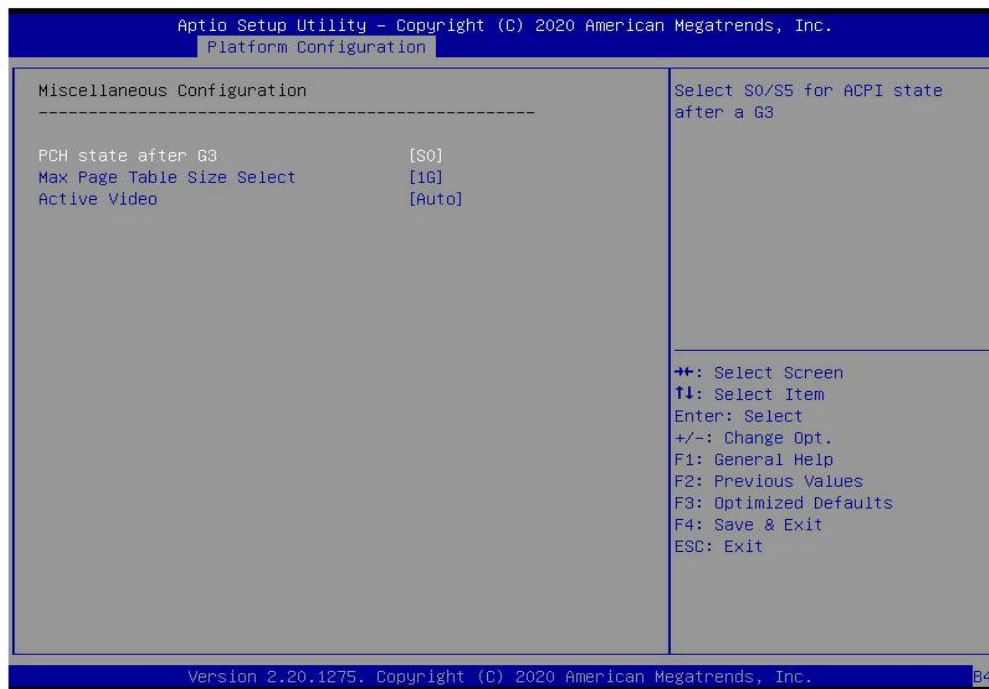 Aptio Setup Utility – Copyright (C) 2020 American Megatrends, Inc.
Platform Configuration
Miscellaneous Configuration
PCH state after G3 [S0]
Max Page Table Size Select [1G]
Active Video [Auto]
Select S0/S5 for ACPI state
after a G3
→←: Select Screen
↑↓: Select Item
Enter: Select
+/-: Change Opt.
F1: General Help
F2: Previous Values
F3: Optimized Defaults
F4: Save & Exit
ESC: Exit
Version 2.20.1275. Copyright (C) 2020 American Megatrends, Inc.
B4